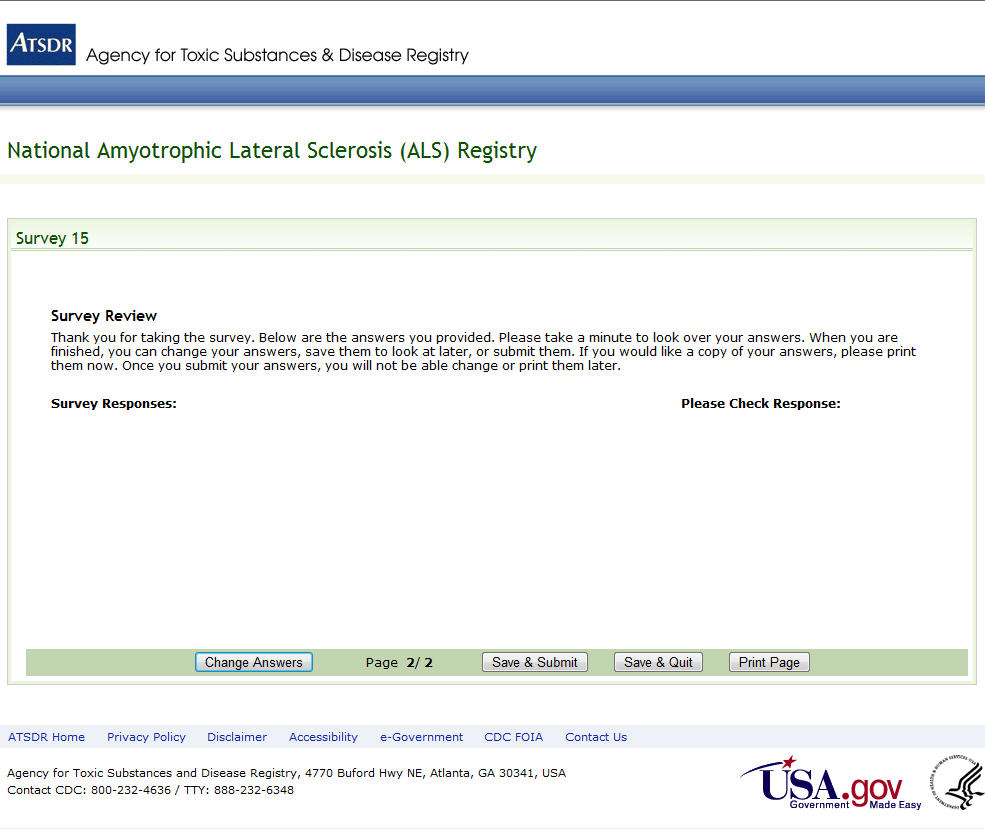 ATSDR
Agency for Toxic Substances & Disease Registry
National Amyotrophic Lateral Sclerosis (ALS) Registry
Survey 15
Survey Review
Thank you for taking the survey. Below are the answers you provided. Please take a minute to look over your answers. When you are
finished, you can change your answers, save them to look at later, or submit them. If you would like a copy of your answers, please print
them now. Once you submit your answers, you will not be able change or print them later.
Survey Responses: Please Check Response:
Change Answers Page 2/ 2 Save & Submit Save & Quit Print Page
ATSDR Home Privacy Policy Disclaimer Accessibility e-Government CDC FOIA Contact Us
Agency for Toxic Substances and Disease Registry, 4770 Buford Hwy NE, Atlanta, GA 30341, USA
Contact CDC: 800-232-4636 / TTY: 888-232-6348
USA.gov
Government Made Easy